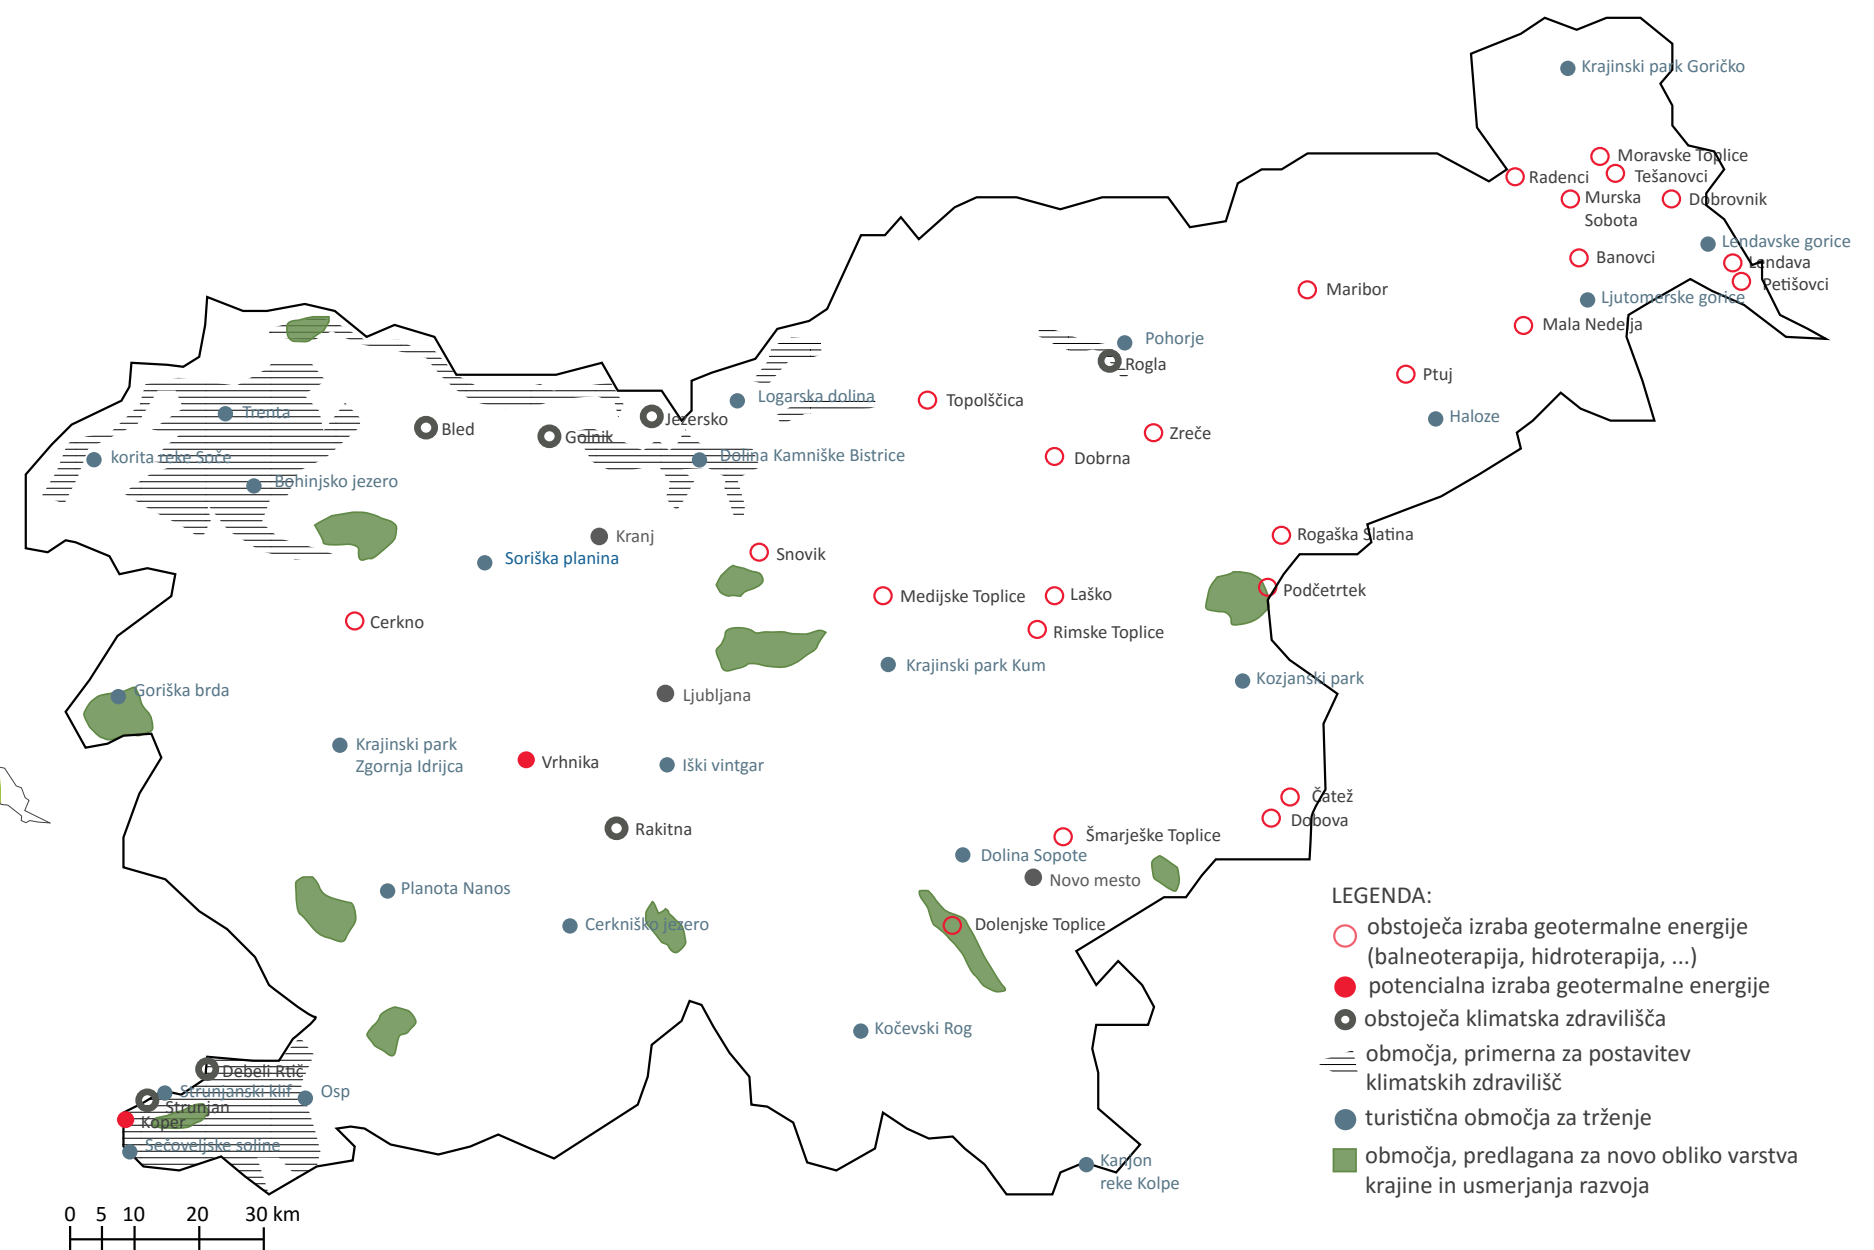 Krajinski park Goričko
Moravske Toplice
Radenci
Tešanovci
Murska
Sobota
Dobrovnik
Lendavske gorice
Banovci
Lendava
Petišovci
Maribor
Ljutomerske gorice
Mala Nedelja
Pohorje
Rogla
Ptuj
Logarska dolina
Topolščica
Trenta
Jezersko
Haloze
Bled
Golnik
Zreče
korita reke Soče
Dolina Kamniške Bistrice
Dobrna
Bohinjsko jezero
Kranj
Rogaška Slatina
Soriška planina
Snovik
Podčetrtek
Medijske Toplice
Laško
Cerkno
Rimske Toplice
Krajinski park Kum
Kozjanski park
Goriška brda
Ljubljana
Krajinski park
Zgornja Idrijca
Vrhnika
Iški vintgar
Čatež
Dobova
Rakitna
Šmarješke Toplice
Dolina Sopote
Novo mesto
Planota Nanos
Cerkniško jezero
Dolenjske Toplice
Kočevski Rog
Debeli Rtič
Strunjanski klif
Osp
Strunjan
Koper
Sečoveljske soline
Kanjon
reke Kolpe
LEGENDA:
obstoječa izraba geotermalne energije
(balneoterapija, hidroterapija, ...)
potencialna izraba geotermalne energije
obstoječa klimatska zdravilišča
območja, primerna za postavitev
klimatskih zdravilišč
turistična območja za trženje
območja, predlagana za novo obliko varstva
krajine in usmerjanja razvoja
0 5 10 20 30 km